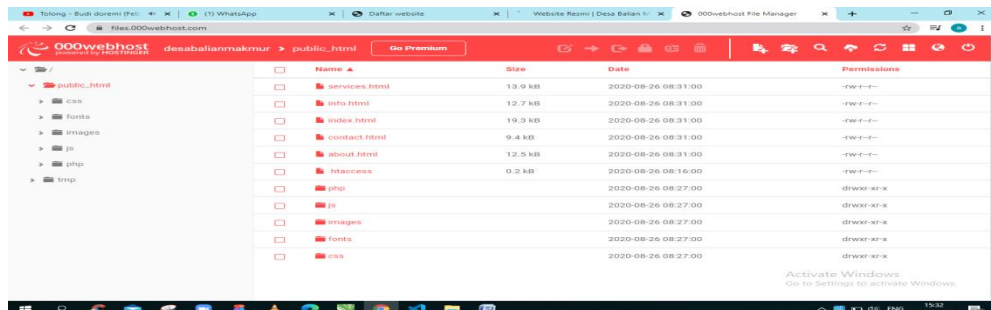 Tolong - Budi doremi (Feb
(1) WhatsApp
Daftar website
Website Resmi | Desa Balian M
000webhost File Manager
files.000webhost.com
000webhost
powered by HOSTINGER
desabalianmakmur > public_html
Go Premium
/
public_html
css
fonts
images
js
php
tmp
Name Size Date Permissions
services.html 13.9 kB 2020-08-26 08:31:00 -rw-r--r--
info.html 12.7 kB 2020-08-26 08:31:00 -rw-r--r--
index.html 19.3 kB 2020-08-26 08:31:00 -rw-r--r--
contact.html 9.4 kB 2020-08-26 08:31:00 -rw-r--r--
about.html 12.5 kB 2020-08-26 08:31:00 -rw-r--r--
.htaccess 0.2 kB 2020-08-26 08:16:00 -rw-r--r--
php 2020-08-26 08:27:00 drwxr-xr-x
js 2020-08-26 08:27:00 drwxr-xr-x
images 2020-08-26 08:27:00 drwxr-xr-x
fonts 2020-08-26 08:27:00 drwxr-xr-x
css 2020-08-26 08:27:00 drwxr-xr-x
Activate Windows
Go to Settings to activate Windows.
ENG
15:32